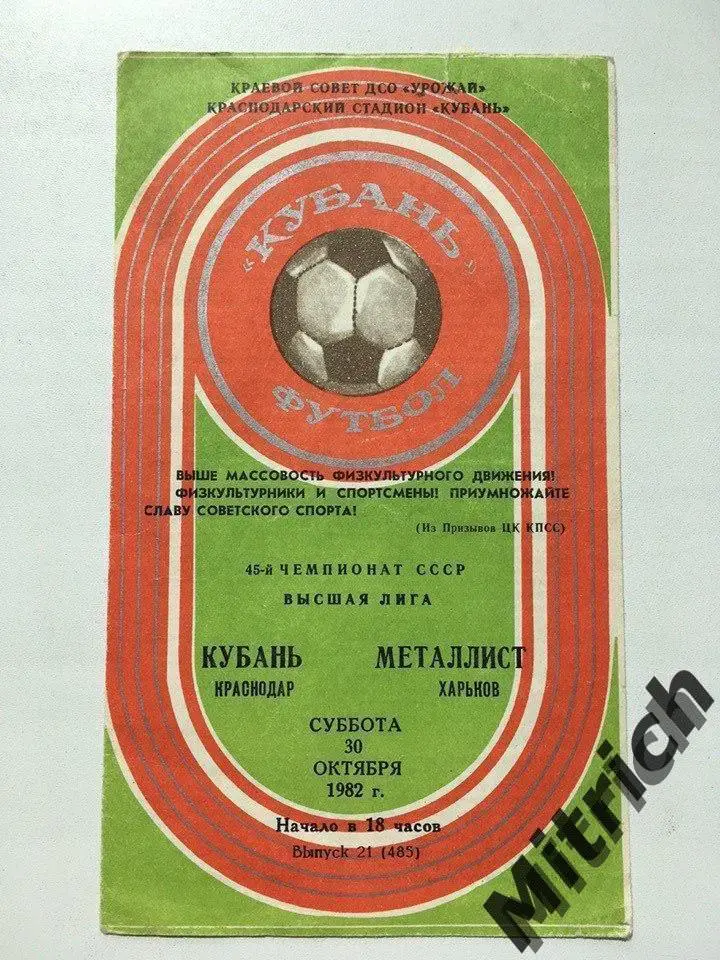 КРАЕВОЙ СОВЕТ ДСО «УРОЖАЙ»
КРАСНОДАРСКИЙ СТАДИОН «КУБАНЬ»
«КУБАНЬ»
ФУТБОЛ
ВЫШЕ МАССОВОСТЬ ФИЗКУЛЬТУРНОГО ДВИЖЕНИЯ!
ФИЗКУЛЬТУРНИКИ И СПОРТСМЕНЫ! ПРИУМНОЖАЙТЕ
СЛАВУ СОВЕТСКОГО СПОРТА!
(Из Призывов ЦК КПСС)
45-й ЧЕМПИОНАТ СССР
ВЫСШАЯ ЛИГА
КУБАНЬ МЕТАЛЛИСТ
КРАСНОДАР ХАРЬКОВ
СУББОТА
30
ОКТЯБРЯ
1982 г.
Начало в 18 часов
Выпуск 21 (485)
Mitrich